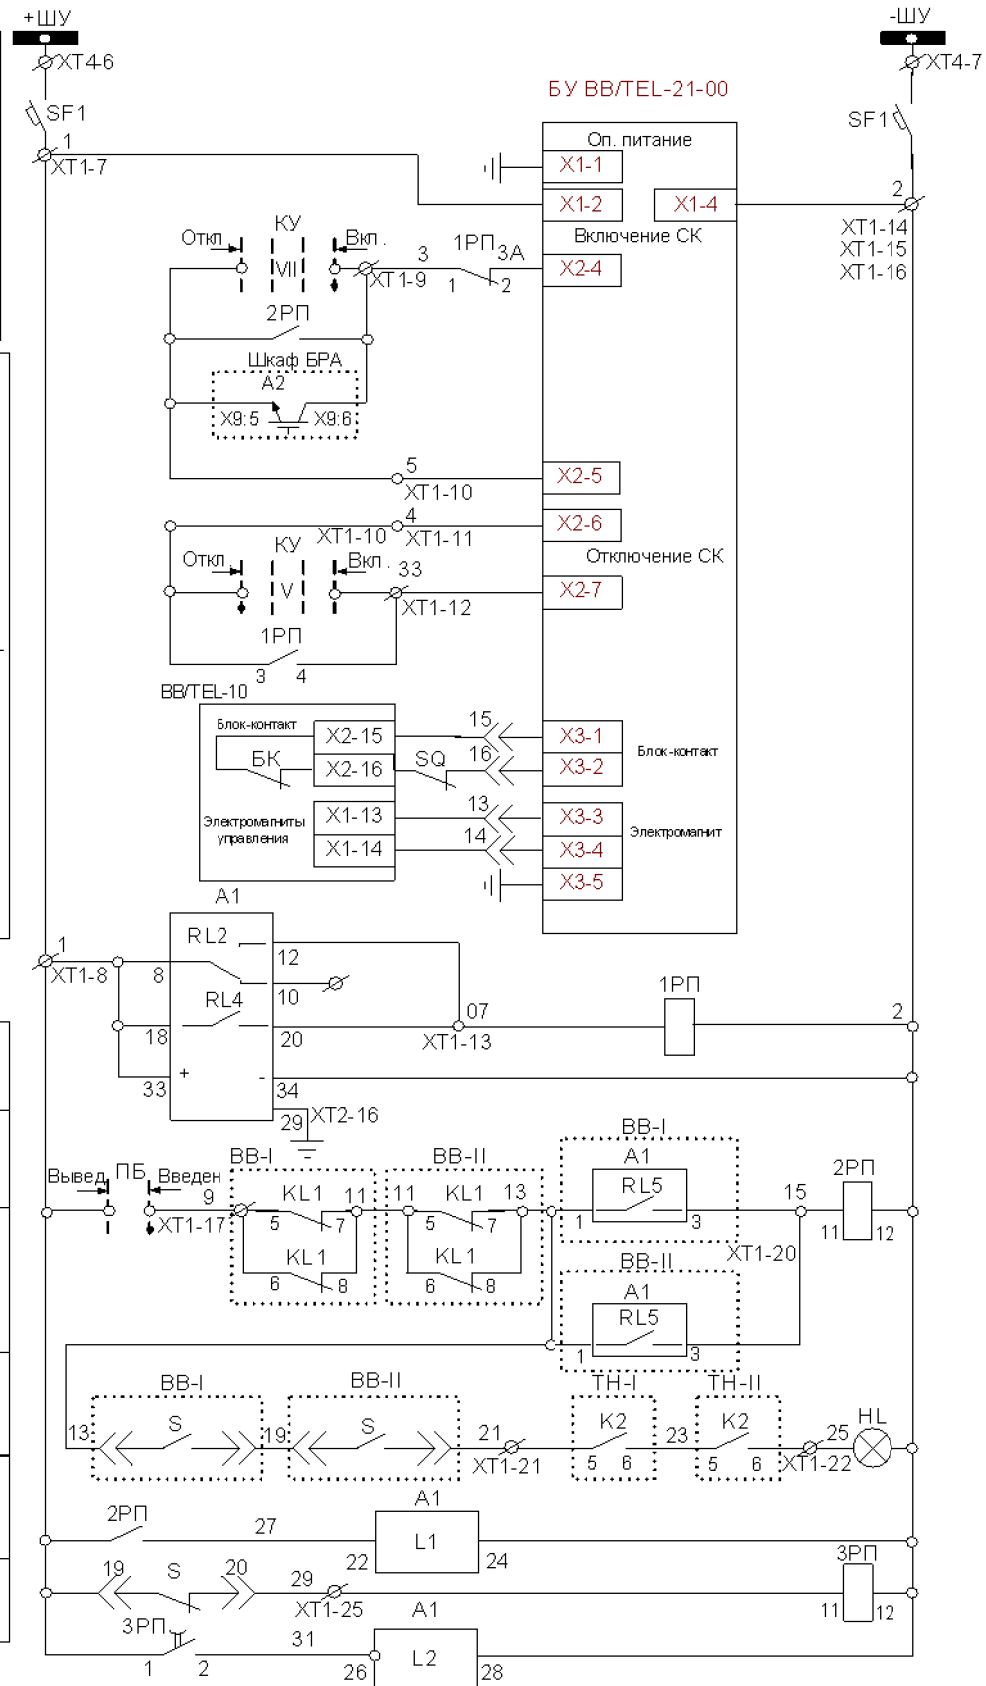 +ШУ
-ШУ
XT4-6
XT4-7
БУ BB/TEL-21-00
SF1
SF1
Оп. питание
1
XT1-7
X1-1
X1-2
X1-4
2
XT1-14
XT1-15
XT1-16
Включение СК
КУ
Откл
Вкл .
VII
3
1РП
3А
XT1-9
1
2
X2-4
2РП
Шкаф БРА
А2
X9:5
X9:6
5
XT1-10
X2-5
4
XT1-10
XT1-11
X2-6
Отключение СК
КУ
Откл
Вкл .
33
V
XT1-12
X2-7
1РП
3
4
BB/TEL-10
Блок-контакт
X2-15
15
X3-1
Блок-контакт
БК
X2-16
SQ
16
X3-2
Электромагниты
управления
X1-13
13
X3-3
Электромагнит
X1-14
14
X3-4
X3-5
А1
RL2
12
1
XT1-8
8
10
RL4
18
20
07
XT1-13
1РП
2
33
+
-
34
29
XT2-16
BB-I
BB-II
BB-I
А1
Вывед
ПБ
Введен
9
XT1-17
KL1
11
5
7
KL1
6
8
11
KL1
13
5
7
KL1
6
8
RL5
1
3
15
XT1-20
2РП
11
12
BB-II
А1
RL5
1
3
BB-I
BB-II
ТН-I
ТН-II
13
S
19
S
21
XT1-21
K2
5
6
23
K2
5
6
25
XT1-22
HL
2РП
27
А1
22
L1
24
19
S
20
29
XT1-25
3РП
11
12
3РП
1
2
31
А1
26
L2
28